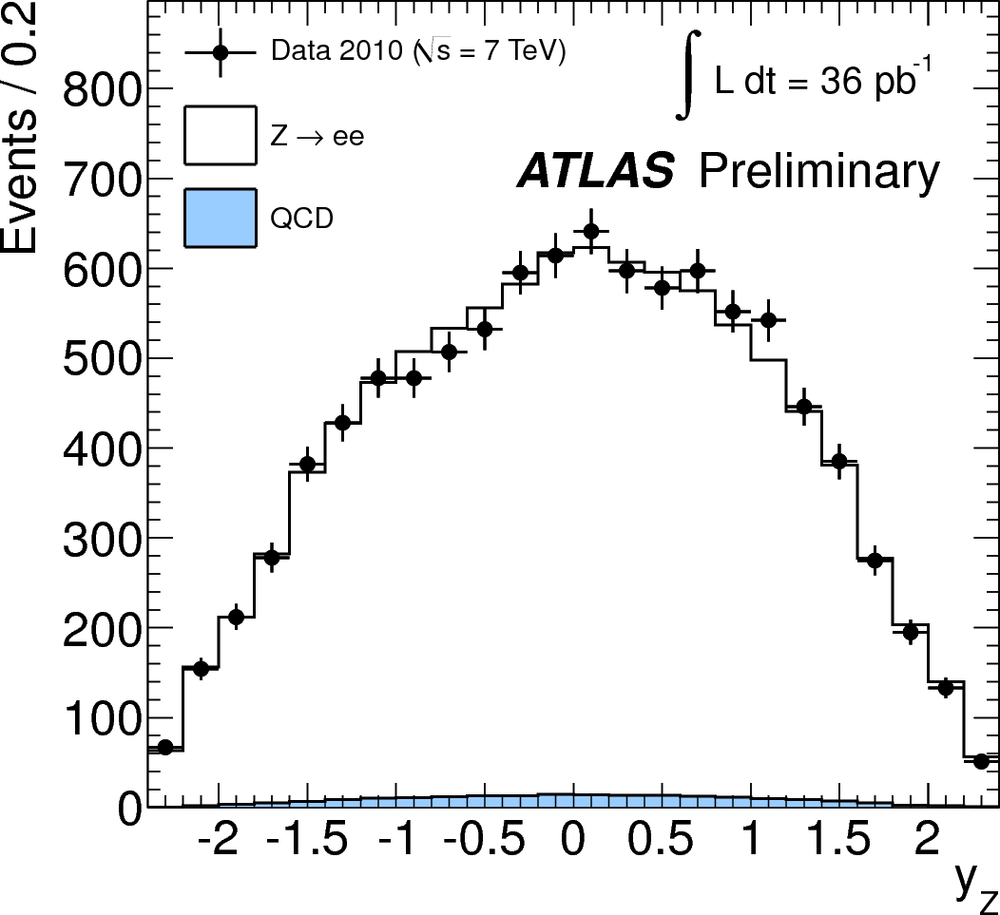 Events / 0.2
Data 2010 (√s = 7 TeV)
∫ L dt = 36 pb⁻¹
Z → ee
ATLAS Preliminary
QCD
800
700
600
500
400
300
200
100
0
-2 -1.5 -1 -0.5 0 0.5 1 1.5 2
y_Z